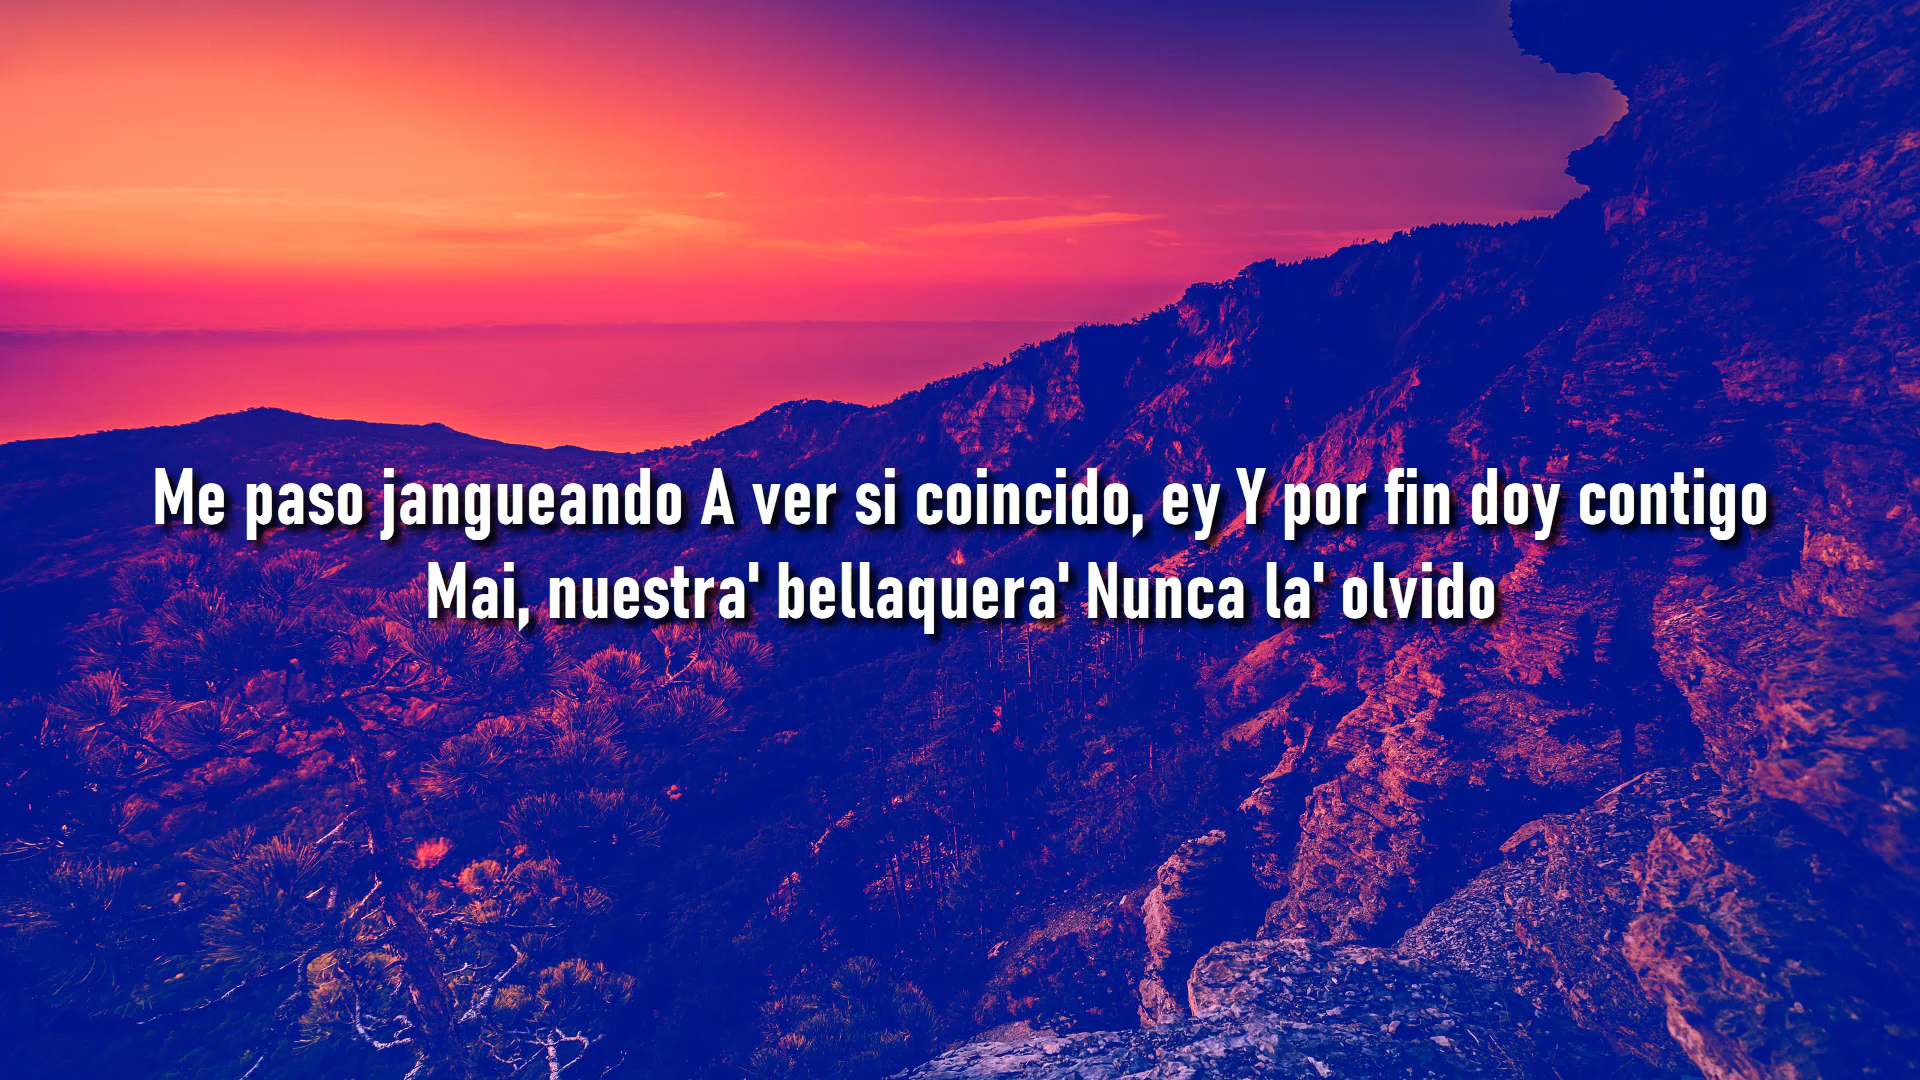 Me paso jangueando A ver si coincido, ey Y por fin doy contigo
Mai, nuestra' bellaquera' Nunca la' olvido